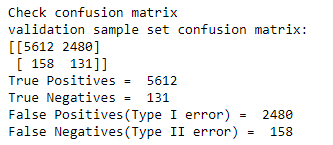 Check confusion matrix
validation sample set confusion matrix:
[[5612 2480]
 [ 158  131]]
True Positives =  5612
True Negatives =  131
False Positives(Type I error) =  2480
False Negatives(Type II error) =  158